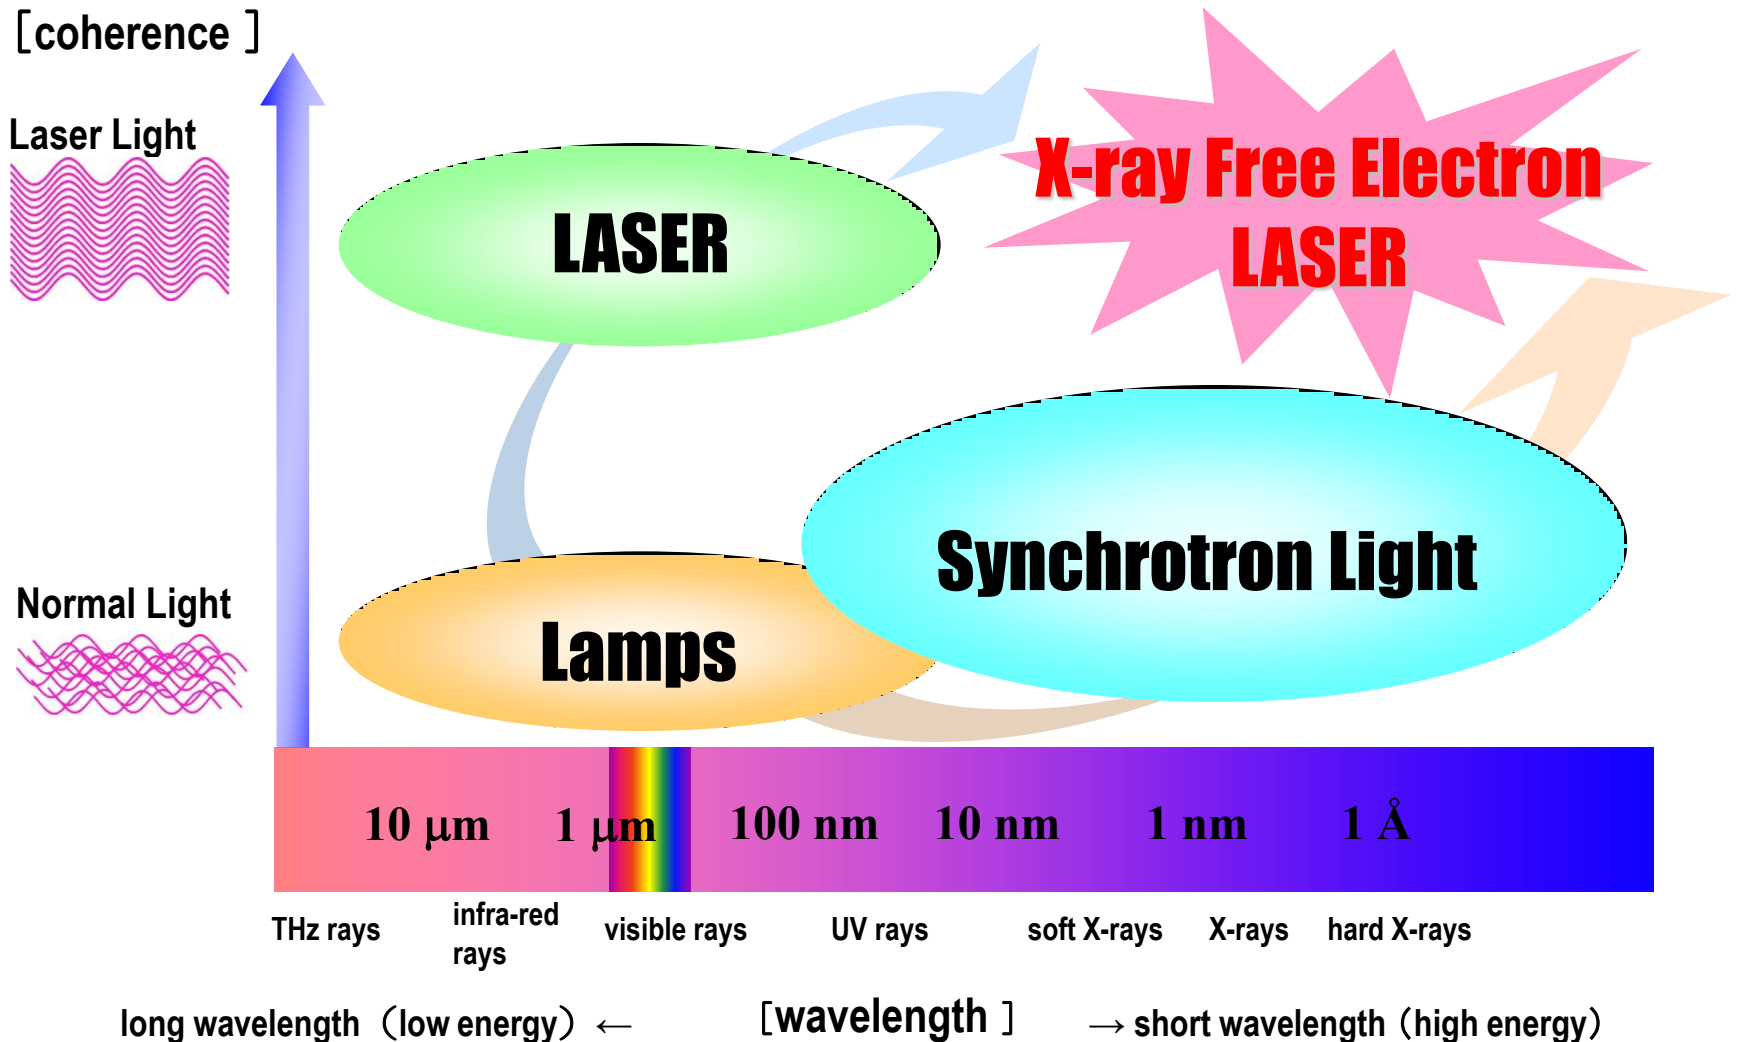 ［coherence ］
Laser Light
LASER
X-ray Free Electron
LASER
Synchrotron Light
Normal Light
Lamps
10 μm 1 μm 100 nm 10 nm 1 nm 1 Å
THz rays infra-red rays visible rays UV rays soft X-rays X-rays hard X-rays
long wavelength（low energy）← ［wavelength ］ → short wavelength（high energy）